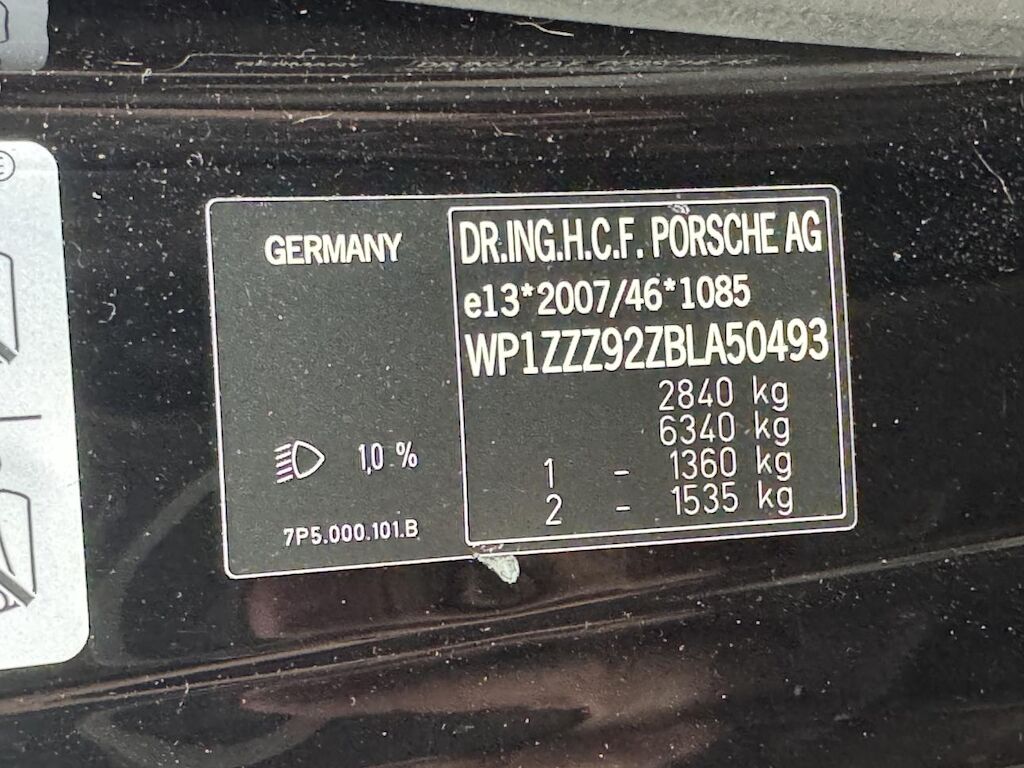 GERMANY
1,0 %
7P5.000.101.B
DR.ING.H.C.F. PORSCHE AG
e13*2007/46*1085
WP1ZZZ92ZBLA50493
2840 kg
6340 kg
1 - 1360 kg
2 - 1535 kg